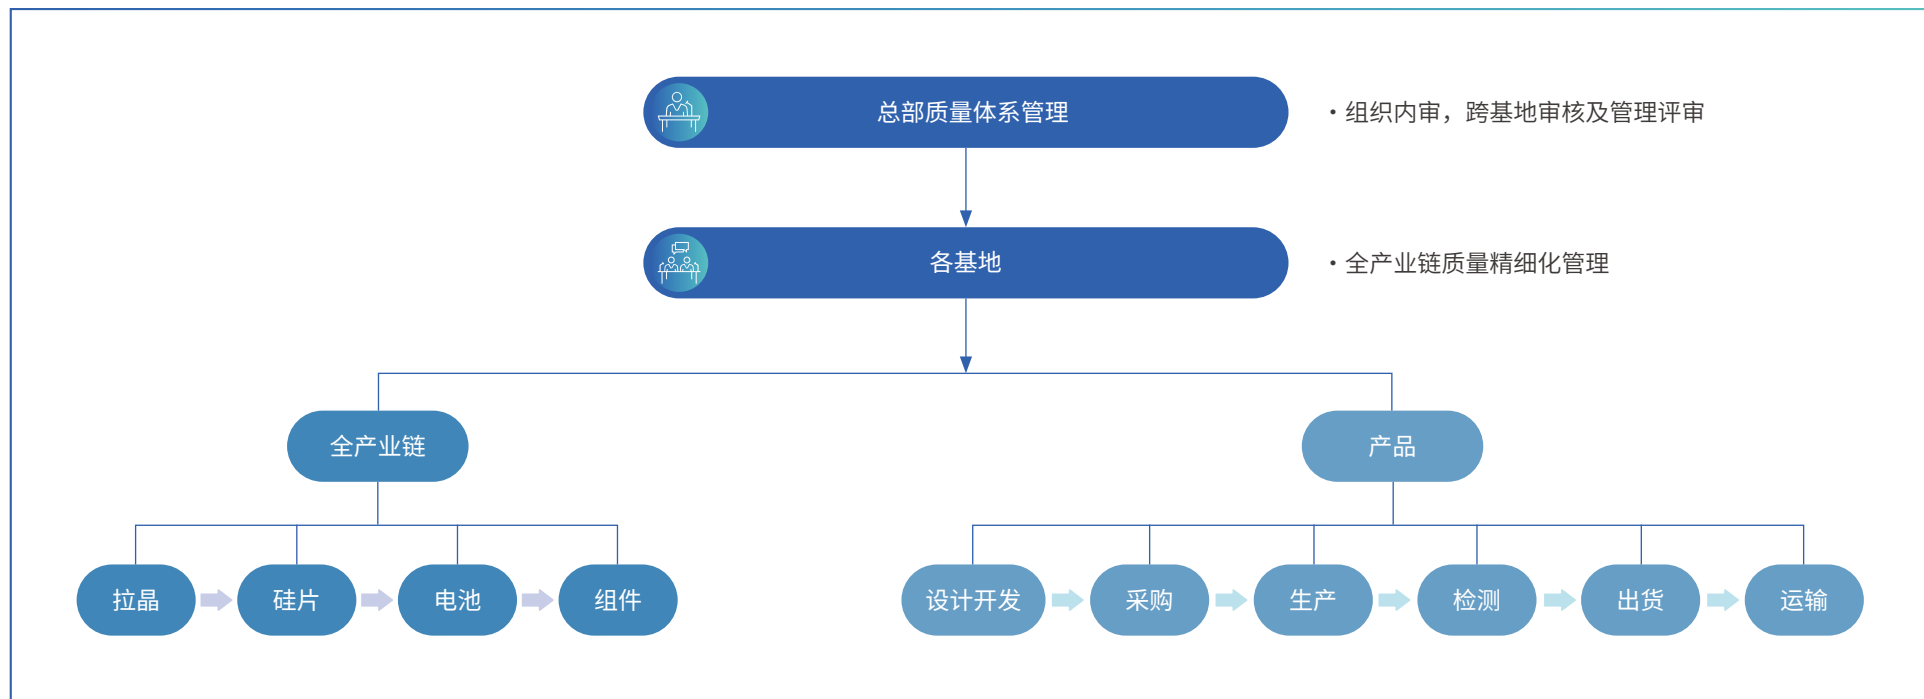 总部质量体系管理
·组织内审，跨基地审核及管理评审
各基地
·全产业链质量精细化管理
全产业链
产品
拉晶
硅片
电池
组件
设计开发
采购
生产
检测
出货
运输